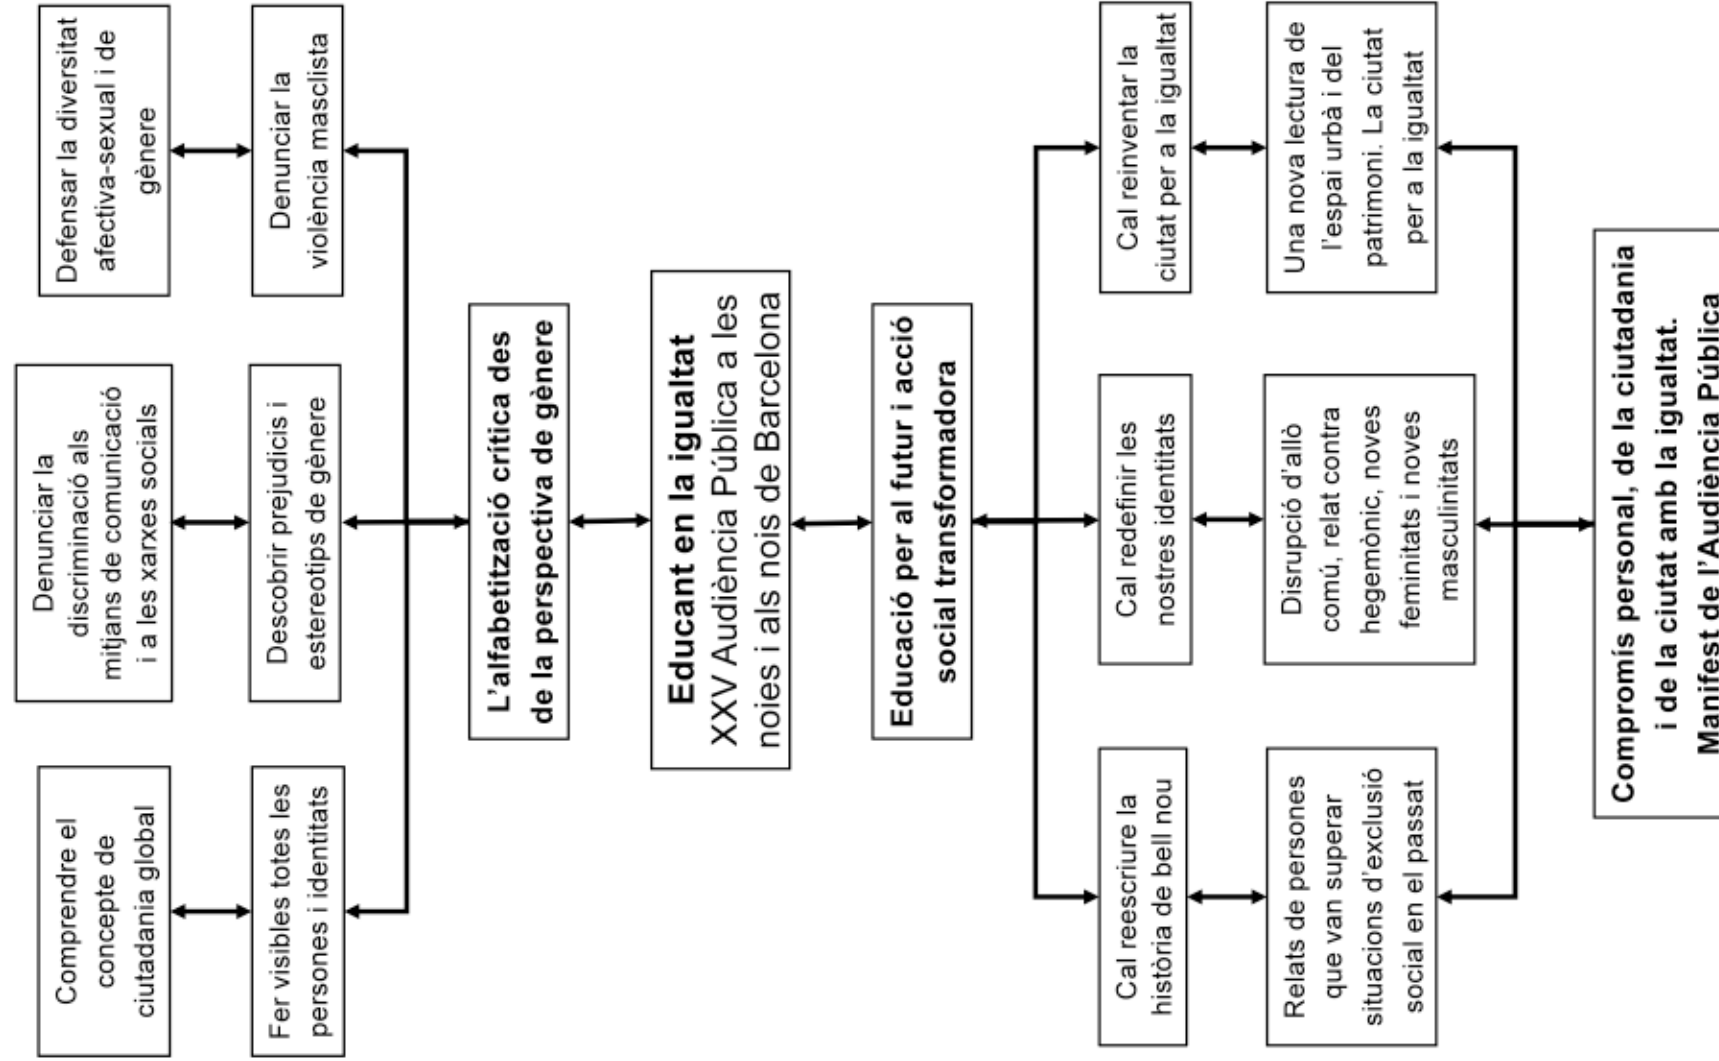 Comprendre el
concepte de
ciutadania global
Denunciar la
discriminació als
mitjans de comunicació
i a les xarxes socials
Defensar la diversitat
afectiva-sexual i de
gènere
Fer visibles totes les
persones i identitats
Descobrir prejudicis i
estereotips de gènere
Denunciar la
violència masclista
L'alfabetització crítica des
de la perspectiva de gènere
Educant en la igualtat
XXV Audiència Pública a les
noies i als nois de Barcelona
Educació per al futur i acció
social transformadora
Cal reescriure la
història de bell nou
Cal redefinir les
nostres identitats
Cal reinventar la
ciutat per a la igualtat
Relats de persones
que van superar
situacions d'exclusió
social en el passat
Disrupció d'allò
comú, relat contra
hegemònic, noves
feminitats i noves
masculinitats
Una nova lectura de
l'espai urbà i del
patrimoni. La ciutat
per a la igualtat
Compromís personal, de la ciutadania
i de la ciutat amb la igualtat.
Manifest de l'Audiència Pública